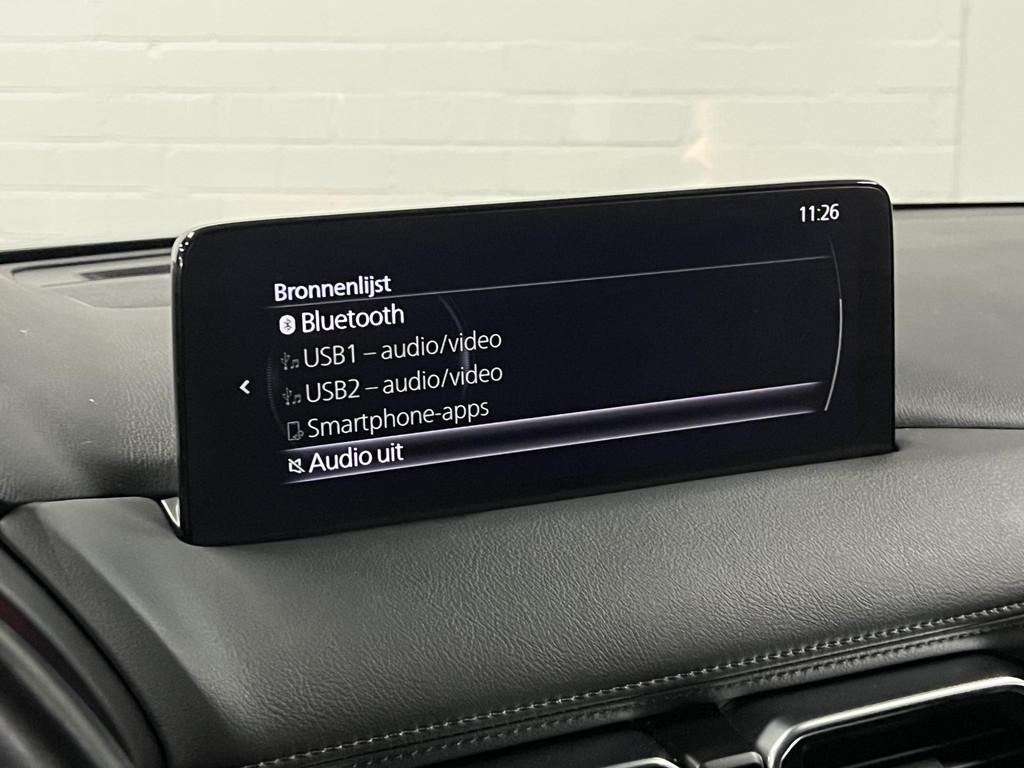 11:26
Bronnenlijst
Bluetooth
USB1 – audio/video
USB2 – audio/video
Smartphone-apps
Audio uit